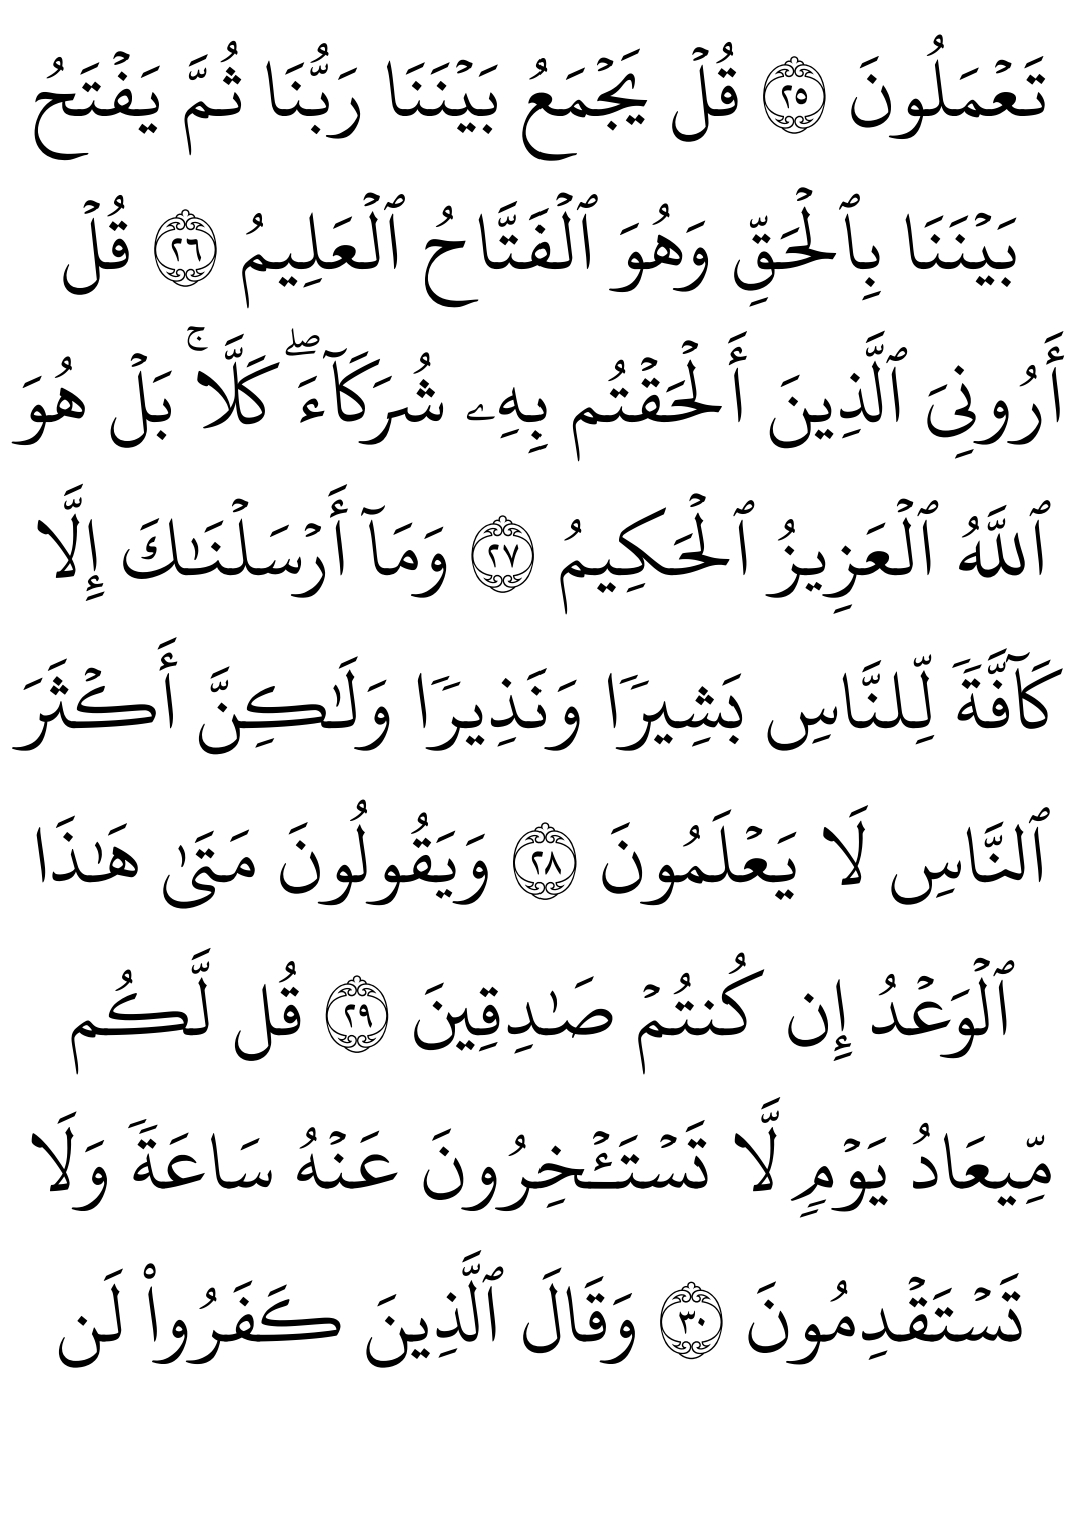 تَعۡمَلُونَ ٢٥ قُلۡ يَجۡمَعُ بَيۡنَنَا رَبُّنَا ثُمَّ يَفۡتَحُ
بَيۡنَنَا بِٱلۡحَقِّ وَهُوَ ٱلۡفَتَّاحُ ٱلۡعَلِيمُ ٢٦ قُلۡ
أَرُونِىَ ٱلَّذِينَ أَلۡحَقۡتُم بِهِۦ شُرَكَآءَۖ كَلَّاۚ بَلۡ هُوَ
ٱللَّهُ ٱلۡعَزِيزُ ٱلۡحَكِيمُ ٢٧ وَمَآ أَرۡسَلۡنَـٰكَ إِلَّا
كَآفَّةࣰ لِّلنَّاسِ بَشِيرࣰا وَنَذِيرࣰا وَلَـٰكِنَّ أَكۡثَرَ
ٱلنَّاسِ لَا يَعۡلَمُونَ ٢٨ وَيَقُولُونَ مَتَىٰ هَـٰذَا
ٱلۡوَعۡدُ إِن كُنتُمۡ صَـٰدِقِينَ ٢٩ قُل لَّكُم
مِّيعَادُ يَوۡمࣲ لَّا تَسۡتَـٔۡخِرُونَ عَنۡهُ سَاعَةࣰ وَلَا
تَسۡتَقۡدِمُونَ ٣٠ وَقَالَ ٱلَّذِينَ كَفَرُوا۟ لَن